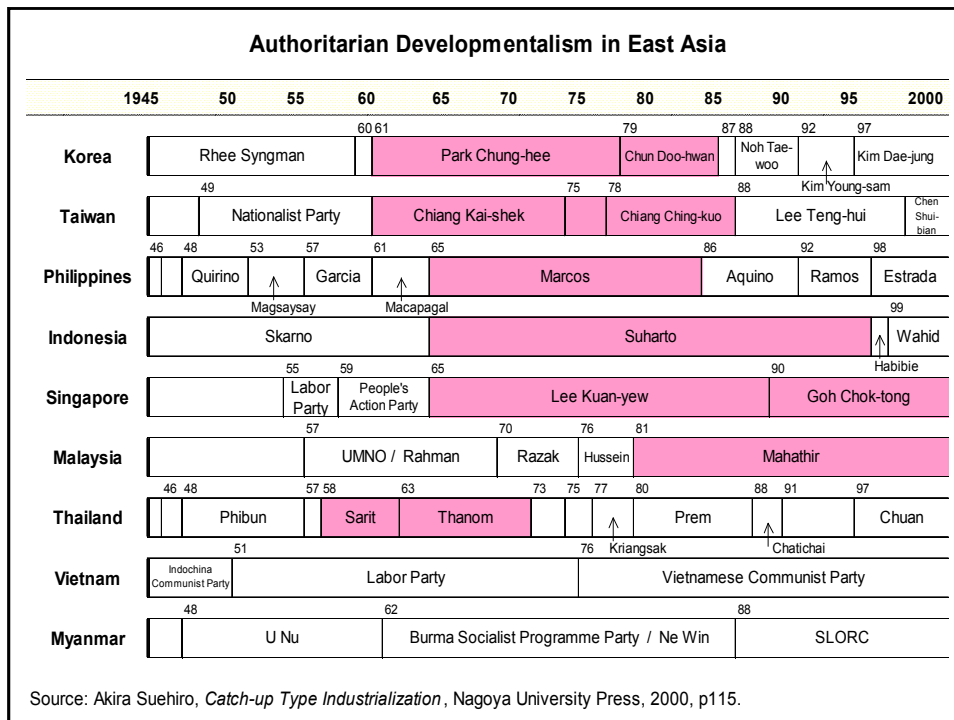 Authoritarian Developmentalism in East Asia
1945 50 55 60 65 70 75 80 85 90 95 2000
60 61 79 87 88 92 97
Korea Rhee Syngman Park Chung-hee Chun Doo-hwan Noh Tae-
woo Kim Dae-jung
Kim Young-sam
49 75 78 88
Taiwan Nationalist Party Chiang Kai-shek Chiang Ching-kuo Lee Teng-hui Chen
Shui-
bian
46 48 53 57 61 65 86 92 98
Philippines Quirino Garcia Marcos Aquino Ramos Estrada
Magsaysay Macapagal
99
Indonesia Skarno Suharto Wahid
Habibie
55 59 65 90
Singapore Labor
Party People's
Action Party Lee Kuan-yew Goh Chok-tong
57 70 76 81
Malaysia UMNO / Rahman Razak Hussein Mahathir
46 48 57 58 63 73 75 77 80 88 91 97
Thailand Phibun Sarit Thanom Prem Chuan
Kriangsak Chatichai
51 76
Vietnam Indochina
Communist Party Labor Party Vietnamese Communist Party
48 62 88
Myanmar U Nu Burma Socialist Programme Party / Ne Win SLORC
Source: Akira Suehiro, Catch-up Type Industrialization, Nagoya University Press, 2000, p115.